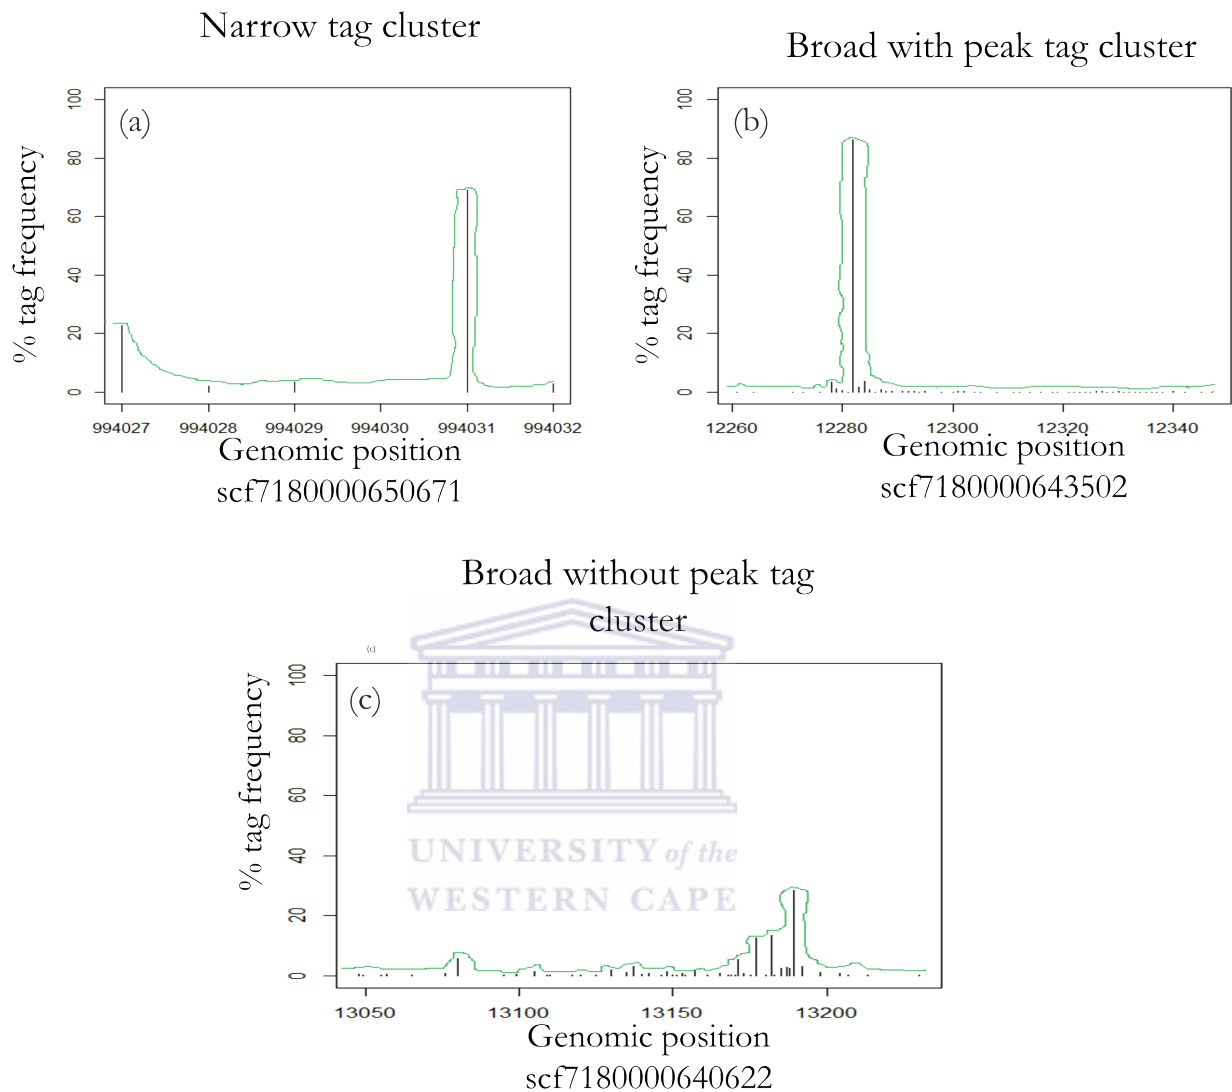 Narrow tag cluster
Broad with peak tag cluster
(a)
% tag frequency
100
80
60
40
20
0
994027 994028 994029 994030 994031 994032
Genomic position
scf7180000650671
(b)
% tag frequency
100
80
60
40
20
0
12260 12280 12300 12320 12340
Genomic position
scf7180000643502
Broad without peak tag
cluster
(c)
(c)
% tag frequency
100
80
60
40
20
0
UNIVERSITY of the
WESTERN CAPE
13050 13100 13150 13200
Genomic position
scf7180000640622